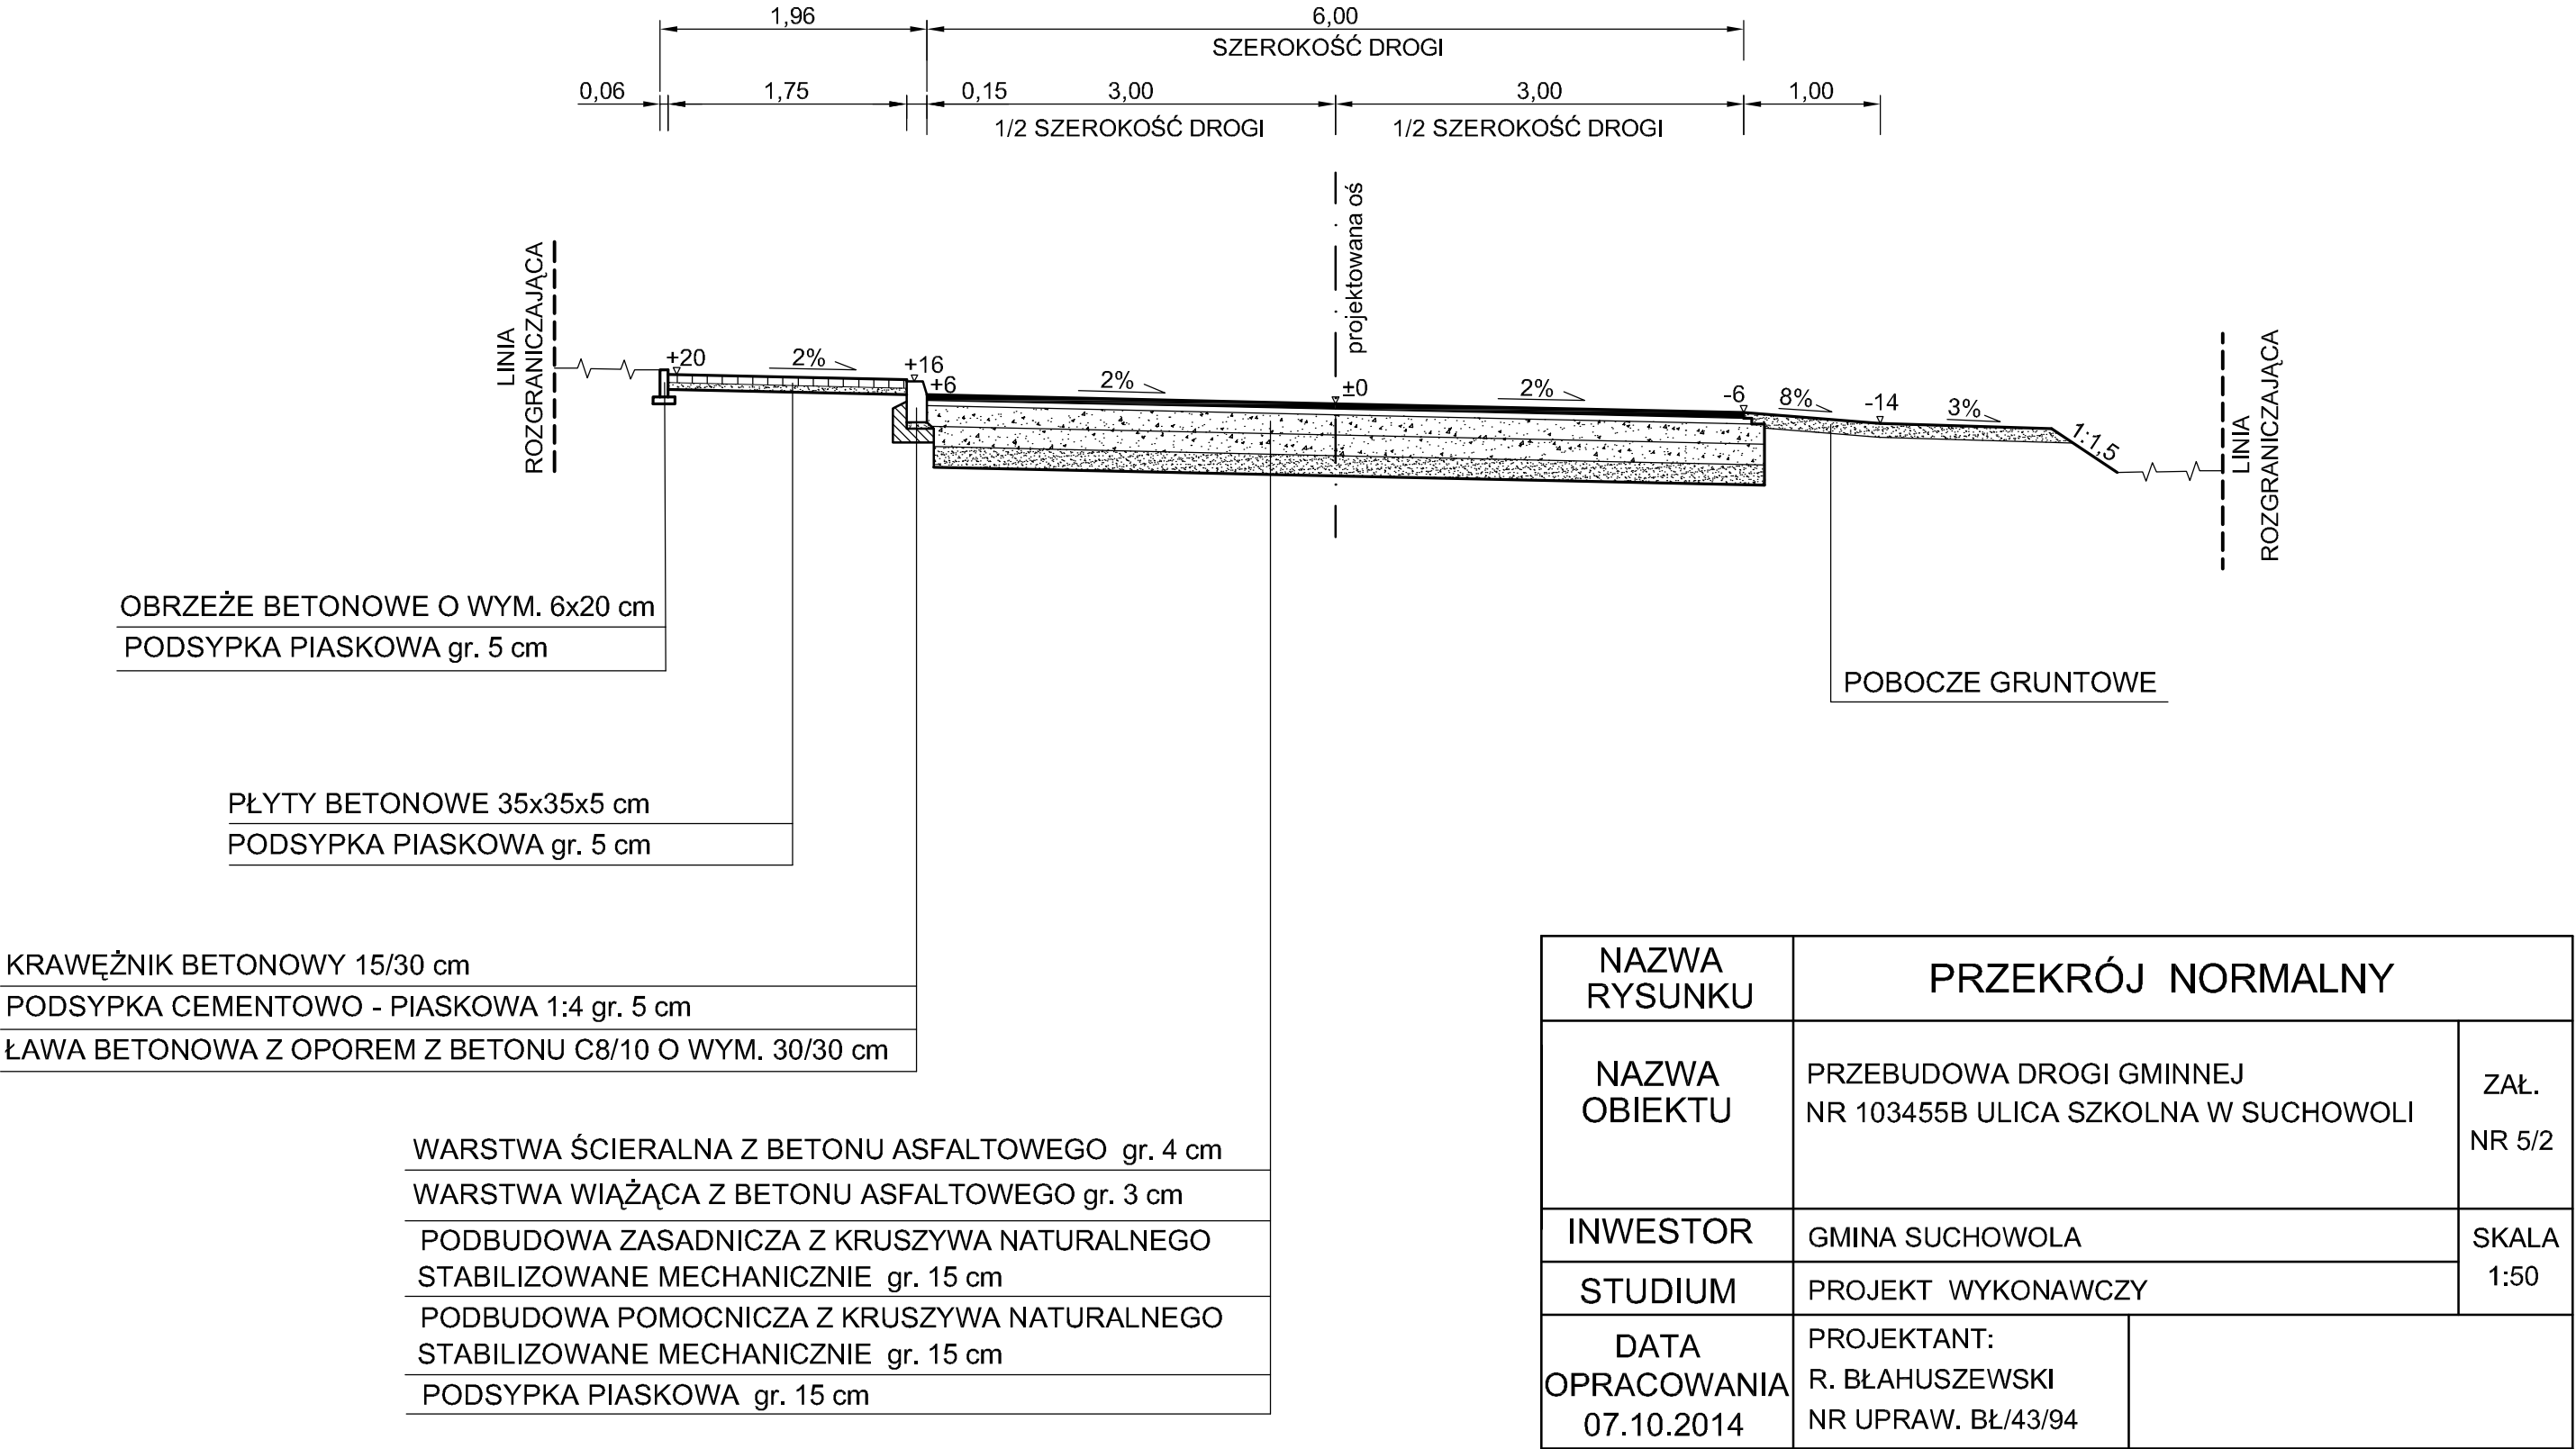 1,96
6,00
SZEROKOŚĆ DROGI
0,06
1,75
0,15
3,00
3,00
1,00
1/2 SZEROKOŚĆ DROGI
1/2 SZEROKOŚĆ DROGI
projektowana oś
LINIA
ROZGRANICZAJĄCA
+20
2%
+16
+6
2%
±0
2%
-6
8%
-14
3%
1:1,5
LINIA
ROZGRANICZAJĄCA
OBRZEŻE BETONOWE O WYM. 6x20 cm
PODSYPKA PIASKOWA gr. 5 cm
POBOCZE GRUNTOWE
PŁYTY BETONOWE 35x35x5 cm
PODSYPKA PIASKOWA gr. 5 cm
KRAWĘŻNIK BETONOWY 15/30 cm
PODSYPKA CEMENTOWO - PIASKOWA 1:4 gr. 5 cm
ŁAWA BETONOWA Z OPOREM Z BETONU C8/10 O WYM. 30/30 cm
WARSTWA ŚCIERALNA Z BETONU ASFALTOWEGO gr. 4 cm
WARSTWA WIĄŻĄCA Z BETONU ASFALTOWEGO gr. 3 cm
PODBUDOWA ZASADNICZA Z KRUSZYWA NATURALNEGO
STABILIZOWANE MECHANICZNIE gr. 15 cm
PODBUDOWA POMOCNICZA Z KRUSZYWA NATURALNEGO
STABILIZOWANE MECHANICZNIE gr. 15 cm
PODSYPKA PIASKOWA gr. 15 cm
NAZWA
RYSUNKU
PRZEKRÓJ NORMALNY
NAZWA
OBIEKTU
PRZEBUDOWA DROGI GMINNEJ
NR 103455B ULICA SZKOLNA W SUCHOWOLI
ZAŁ.
NR 5/2
INWESTOR
GMINA SUCHOWOLA
SKALA
1:50
STUDIUM
PROJEKT WYKONAWCZY
DATA
OPRACOWANIA
07.10.2014
PROJEKTANT:
R. BŁAHUSZEWSKI
NR UPRAW. BŁ/43/94